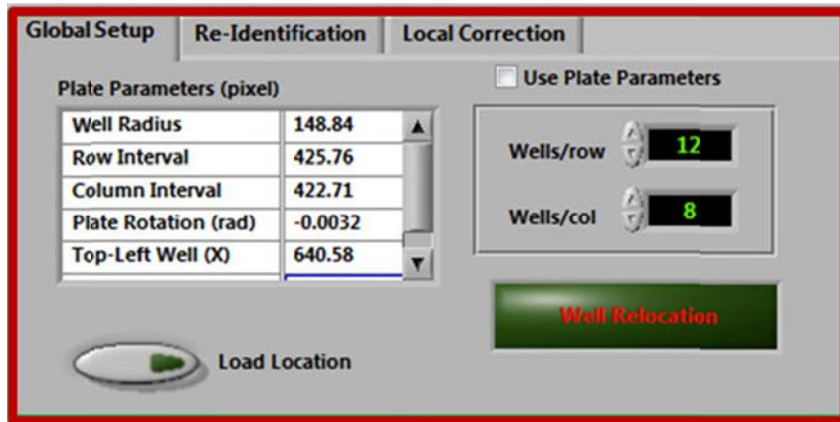 Global Setup
Re-Identification
Local Correction
Plate Parameters (pixel)
Well Radius 148.84
Row Interval 425.76
Column Interval 422.71
Plate Rotation (rad) -0.0032
Top-Left Well (X) 640.58
Load Location
Use Plate Parameters
Wells/row 12
Wells/col 8
Well Relocation